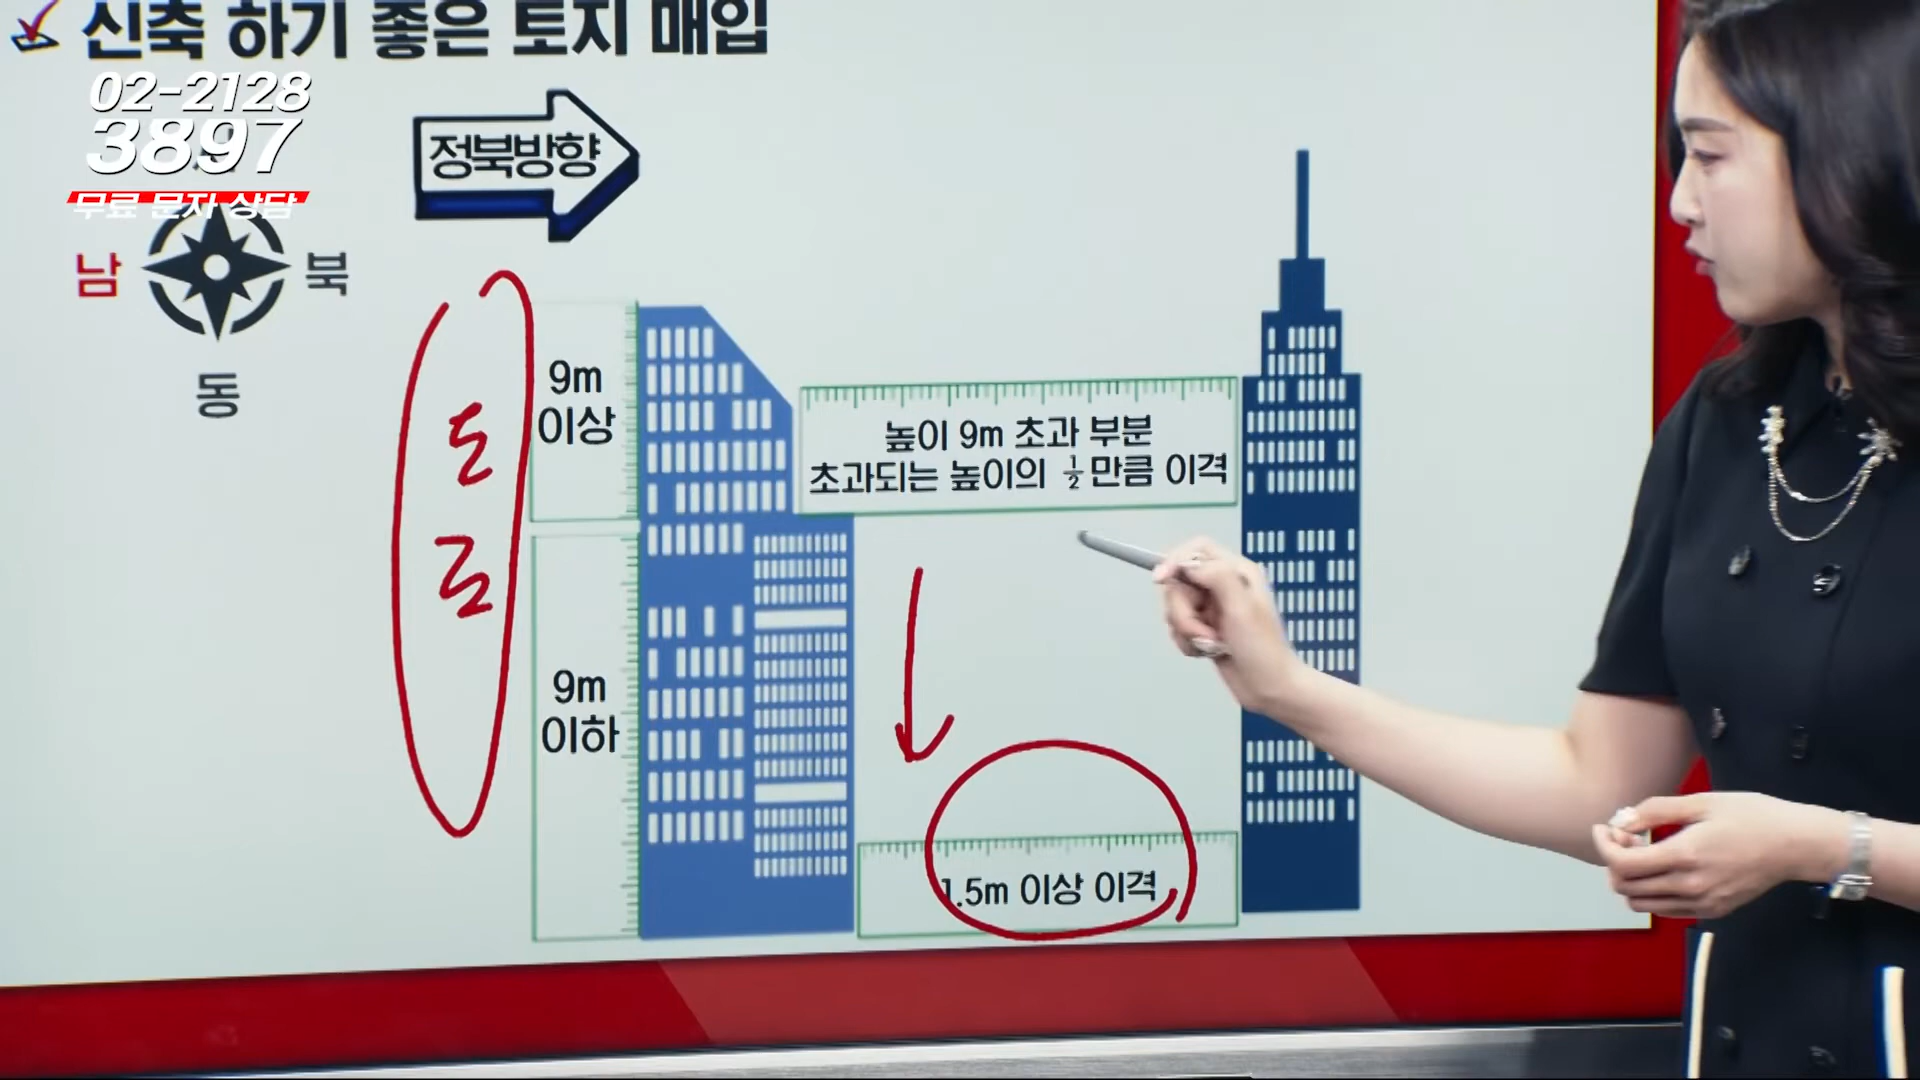 신축 하기 좋은 토지 매입
02-2128
3897
무료 문자 상담
정북방향
남
북
동
도
로
9m
이상
높이 9m 초과 부분
초과되는 높이의 1/2 만큼 이격
9m
이하
1.5m 이상 이격